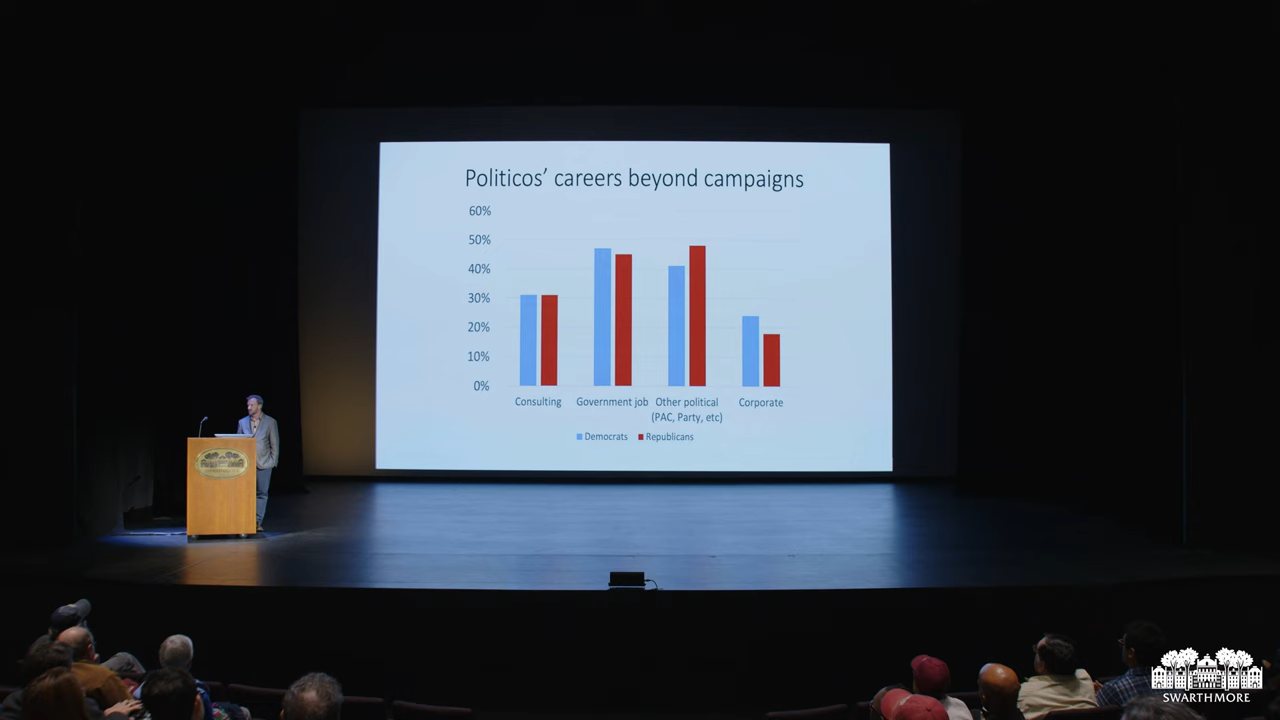 Politicos’ careers beyond campaigns
60%
50%
40%
30%
20%
10%
0%
Consulting
Government job
Other political
(PAC, Party, etc)
Corporate
Democrats
Republicans
SWARTHMORE